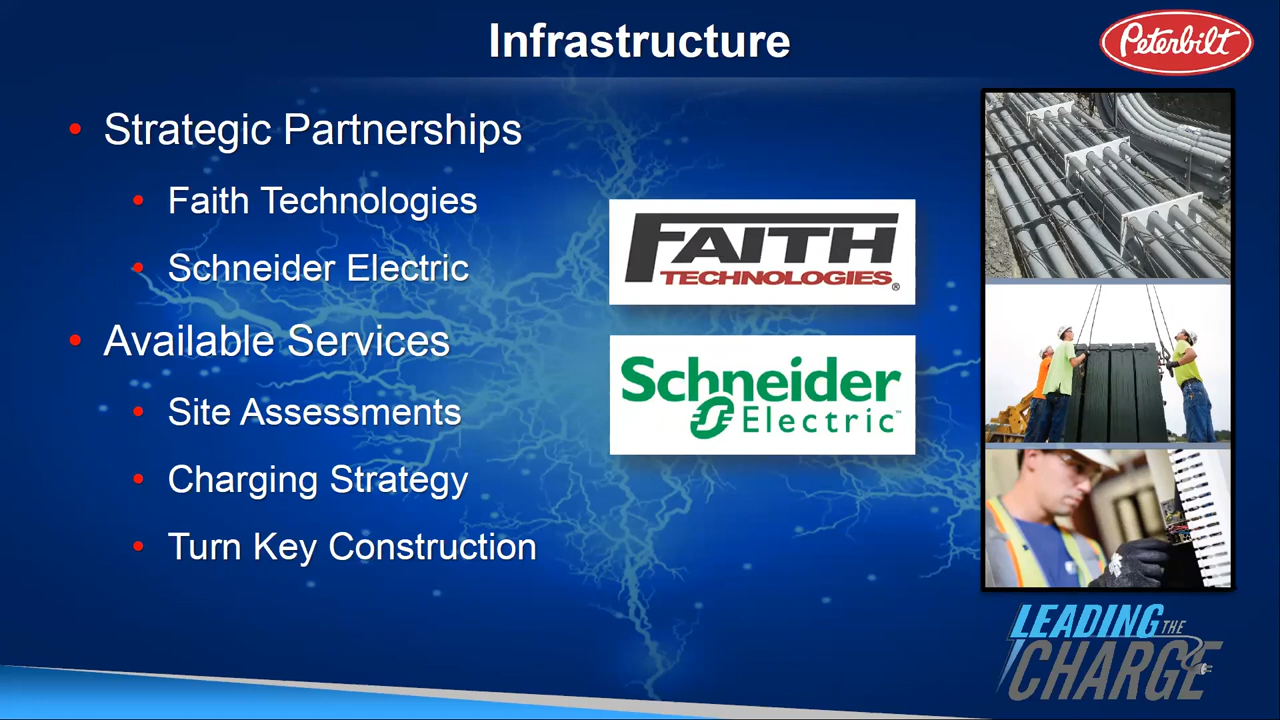 Infrastructure
Peterbilt
Strategic Partnerships
Faith Technologies
Schneider Electric
Available Services
Site Assessments
Charging Strategy
Turn Key Construction
FAITH
TECHNOLOGIES®
Schneider
Electric™
LEADING THE
CHARGE